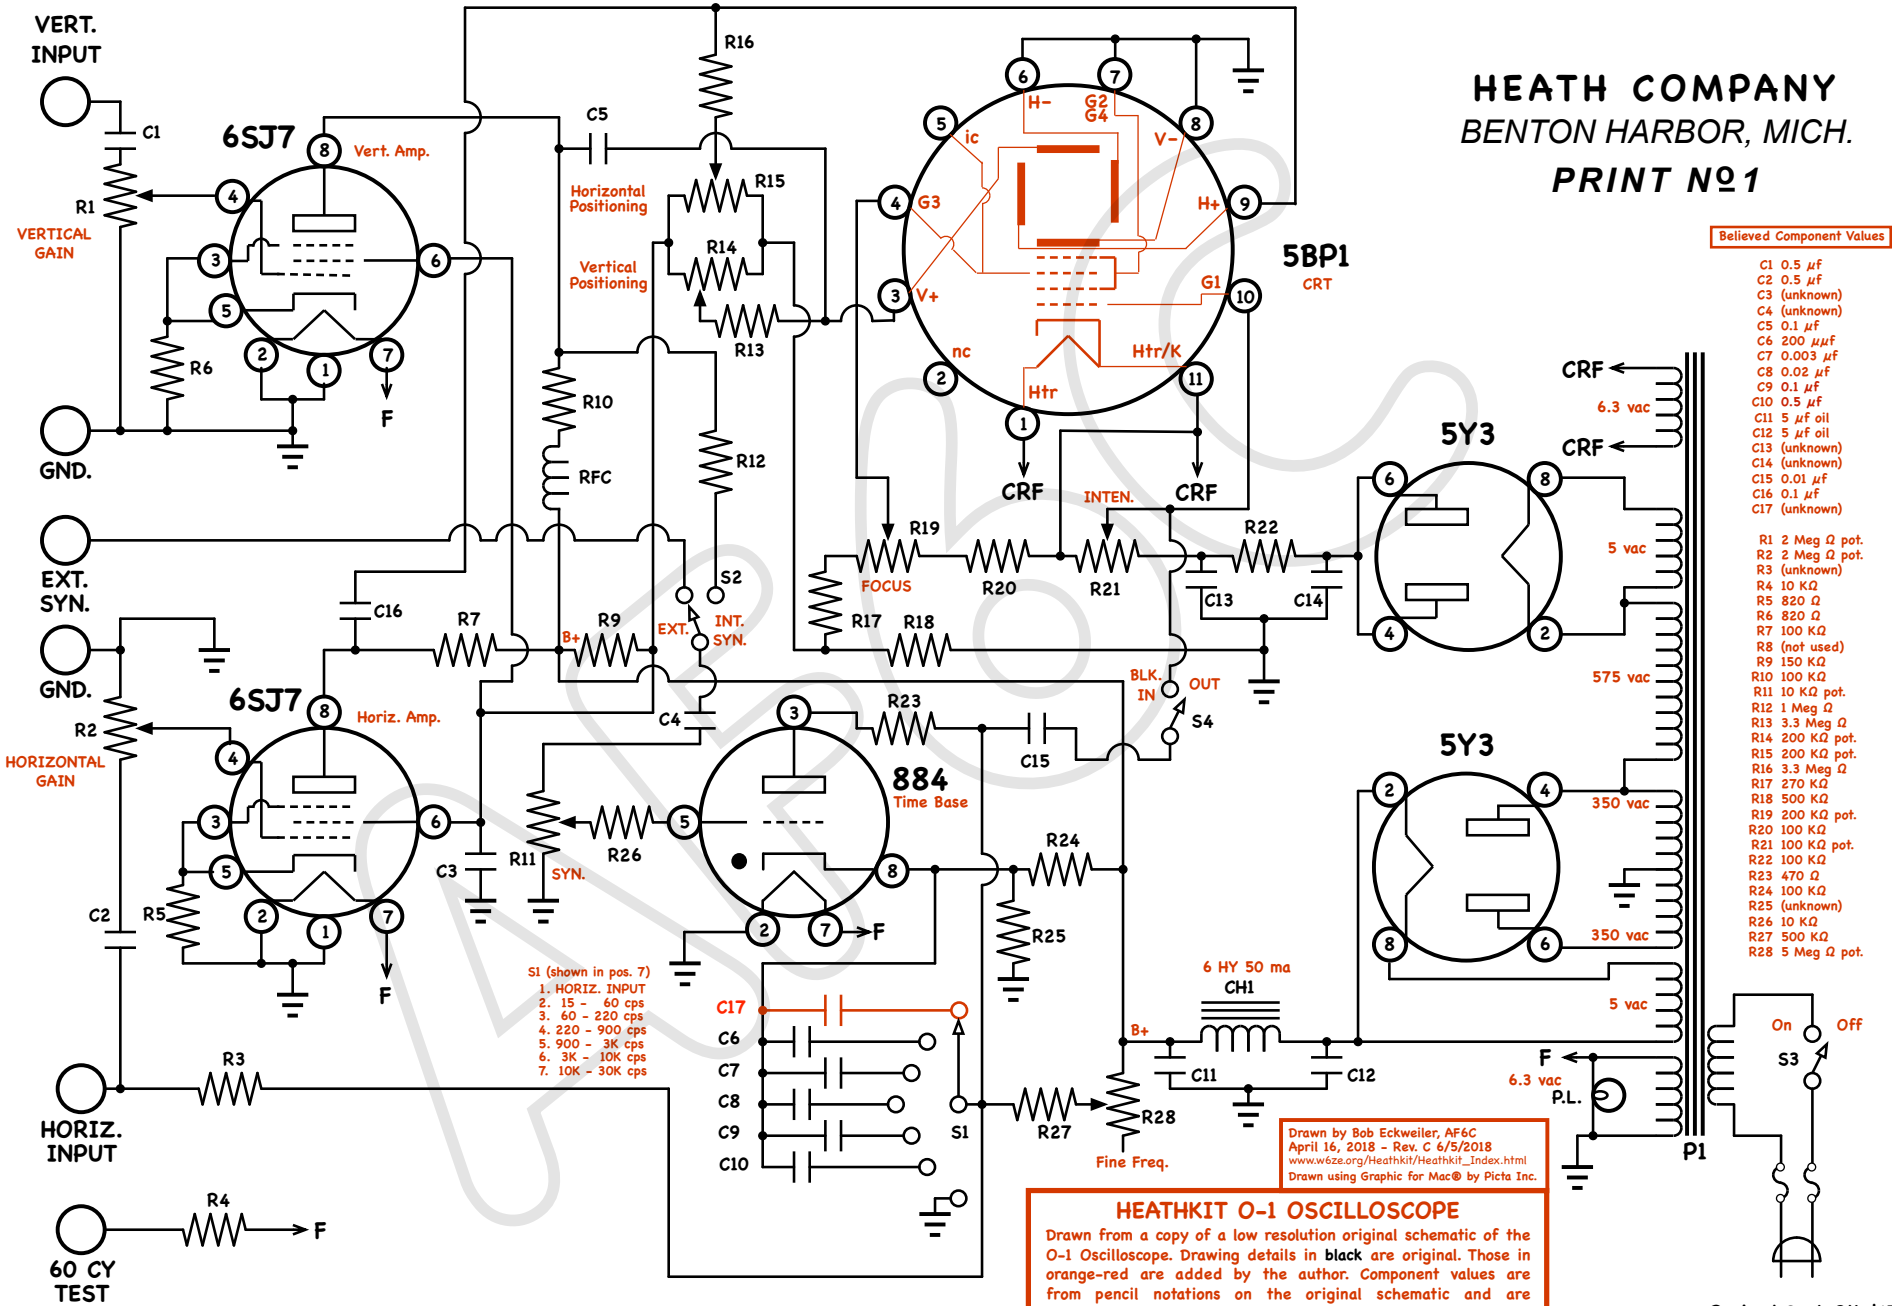 VERT.
INPUT
C1
R1
VERTICAL
GAIN
GND.
R6
6SJ7
Vert. Amp.
8
4
3
5
2
1
7
6
F
C5
R16
Horizontal
Positioning
R15
R14
Vertical
Positioning
R13
R10
RFC
R12
6
7
8
5
9
4
3
10
2
11
1
H-
G2
G4
ic
V-
G3
H+
V+
G1
nc
Htr/K
Htr
5BP1
CRT
CRF
CRF
HEATH COMPANY
BENTON HARBOR, MICH.
PRINT Nº 1
Believed Component Values
C1 0.5 µf
C2 0.5 µf
C3 (unknown)
C4 (unknown)
C5 0.1 µf
C6 200 µµf
C7 0.003 µf
C8 0.02 µf
C9 0.1 µf
C10 0.5 µf
C11 5 µf oil
C12 5 µf oil
C13 (unknown)
C14 (unknown)
C15 0.01 µf
C16 0.1 µf
C17 (unknown)
R1 2 Meg Ω pot.
R2 2 Meg Ω pot.
R3 (unknown)
R4 10 KΩ
R5 820 Ω
R6 820 Ω
R7 100 KΩ
R8 (not used)
R9 150 KΩ
R10 100 KΩ
R11 10 KΩ pot.
R12 1 Meg Ω
R13 3.3 Meg Ω
R14 200 KΩ pot.
R15 200 KΩ pot.
R16 3.3 Meg Ω
R17 270 KΩ
R18 500 KΩ
R19 200 KΩ pot.
R20 100 KΩ
R21 100 KΩ pot.
R22 100 KΩ
R23 470 Ω
R24 100 KΩ
R25 (unknown)
R26 10 KΩ
R27 500 KΩ
R28 5 Meg Ω pot.
CRF
6.3 vac
CRF
5Y3
6
8
4
2
5 vac
575 vac
5Y3
2
4
8
6
350 vac
350 vac
5 vac
F
6.3 vac
P.L.
P1
On
Off
S3
EXT.
SYN.
GND.
C16
R7
B+
R9
S2
EXT.
INT.
SYN.
C4
R19
FOCUS
R20
INTEN.
R21
R22
C13
C14
R17
R18
BLK.
IN
OUT
S4
R2
HORIZONTAL
GAIN
6SJ7
Horiz. Amp.
8
4
3
5
2
1
7
6
F
R5
C2
C3
R11
SYN.
R26
3
5
8
2
7
F
884
Time Base
R23
C15
R24
R25
S1 (shown in pos. 7)
1. HORIZ. INPUT
2. 15 - 60 cps
3. 60 - 220 cps
4. 220 - 900 cps
5. 900 - 3K cps
6. 3K - 10K cps
7. 10K - 30K cps
C17
C6
C7
C8
C9
C10
S1
R27
R28
Fine Freq.
B+
6 HY 50 ma
CH1
C11
C12
R3
HORIZ.
INPUT
R4
F
60 CY
TEST
Drawn by Bob Eckweiler, AF6C
April 16, 2018 - Rev. C 6/5/2018
www.w6ze.org/Heathkit/Heathkit_Index.html
Drawn using Graphic for Mac® by Picta Inc.
HEATHKIT O-1 OSCILLOSCOPE
Drawn from a copy of a low resolution original schematic of the
O-1 Oscilloscope. Drawing details in black are original. Those in
orange-red are added by the author. Component values are
from pencil notations on the original schematic and are
AF6C